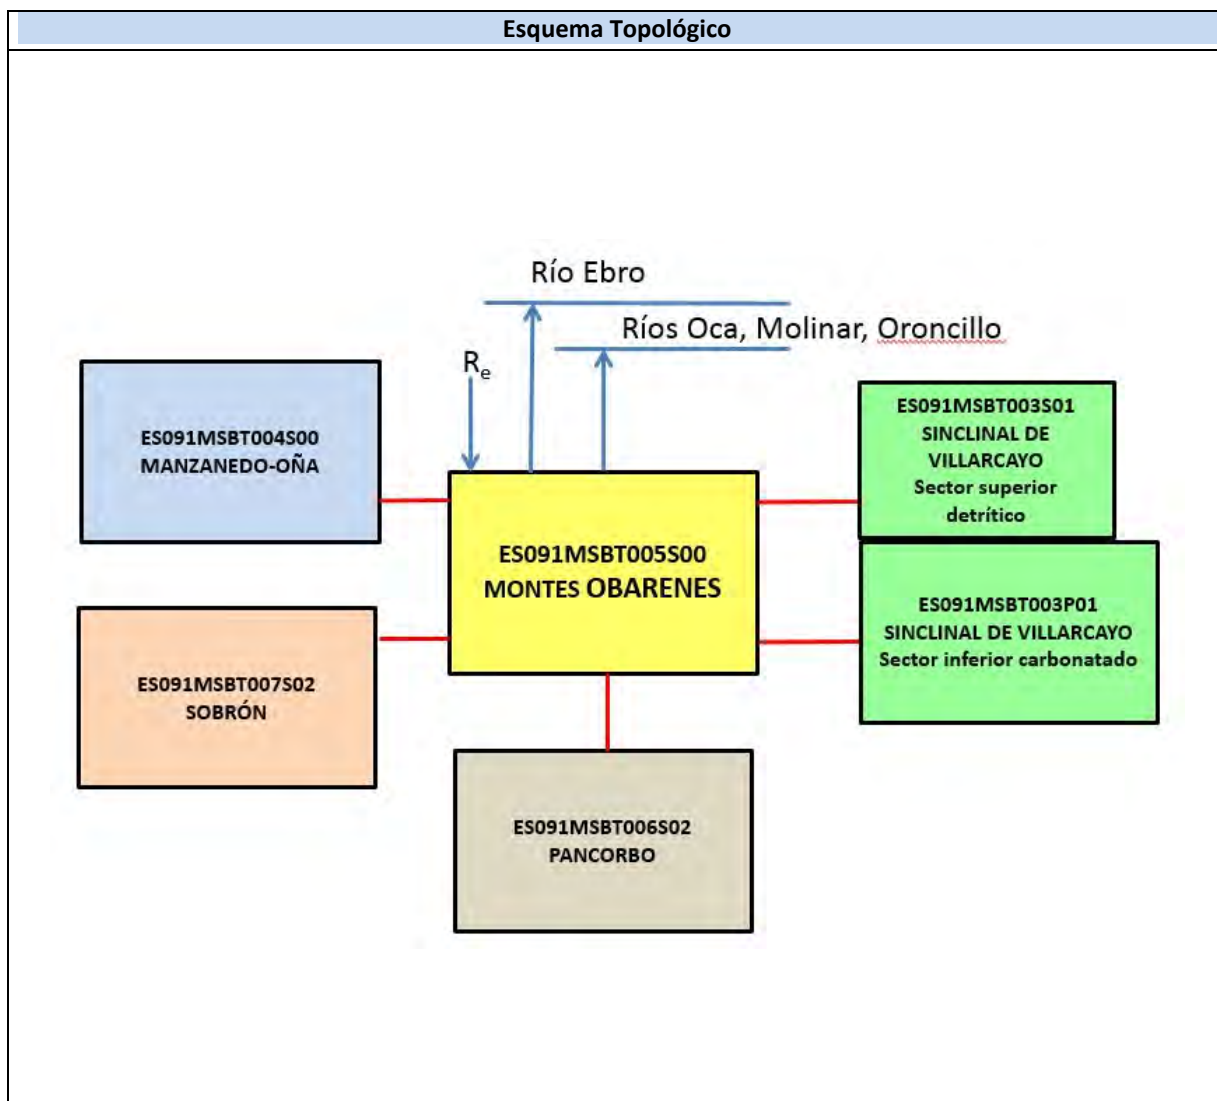 Esquema Topológico
Río Ebro
Ríos Oca, Molinar, Oroncillo
Re
ES091MSBT004S00
MANZANEDO-OÑA
ES091MSBT003S01
SINCLINAL DE
VILLARCAYO
Sector superior
detrítico
ES091MSBT005S00
MONTES OBARENES
ES091MSBT003P01
SINCLINAL DE VILLARCAYO
Sector inferior carbonatado
ES091MSBT007S02
SOBRÓN
ES091MSBT006S02
PANCORBO